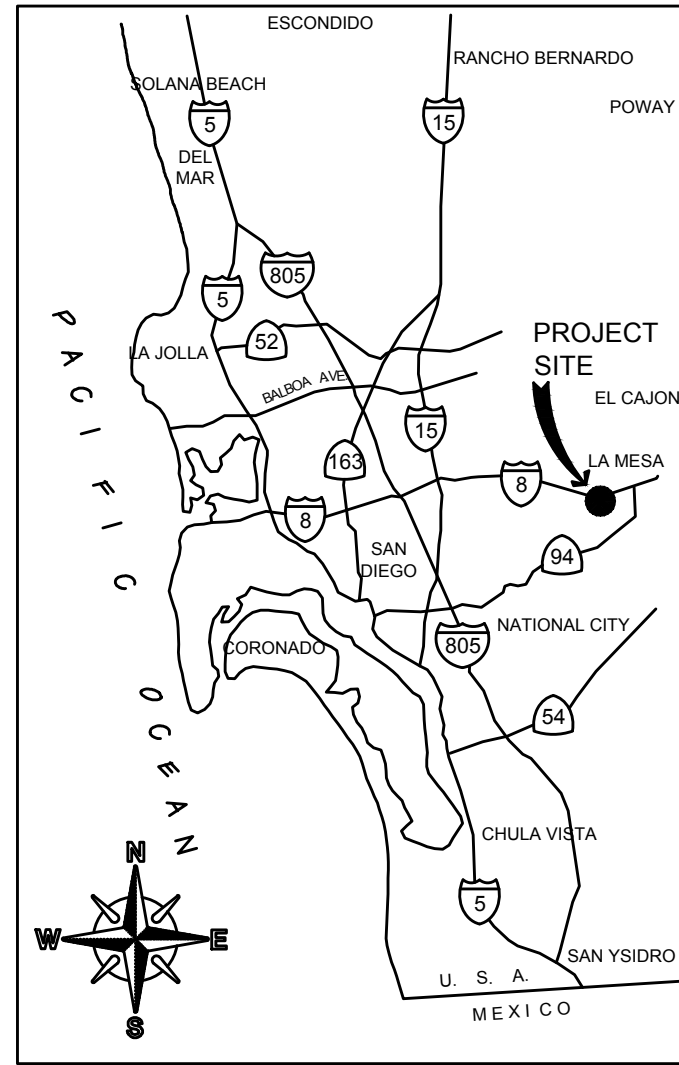 ESCONDIDO
RANCHO BERNARDO
SOLANA BEACH
POWAY
5
15
DEL
MAR
805
5
PROJECT
SITE
52
LA JOLLA
BALBOA AVE.
EL CAJON
15
163
LA MESA
8
8
SAN
DIEGO
94
NATIONAL CITY
805
CORONADO
54
PACIFIC
OCEAN
CHULA VISTA
N
W
E
S
5
SAN YSIDRO
U. S. A.
MEXICO